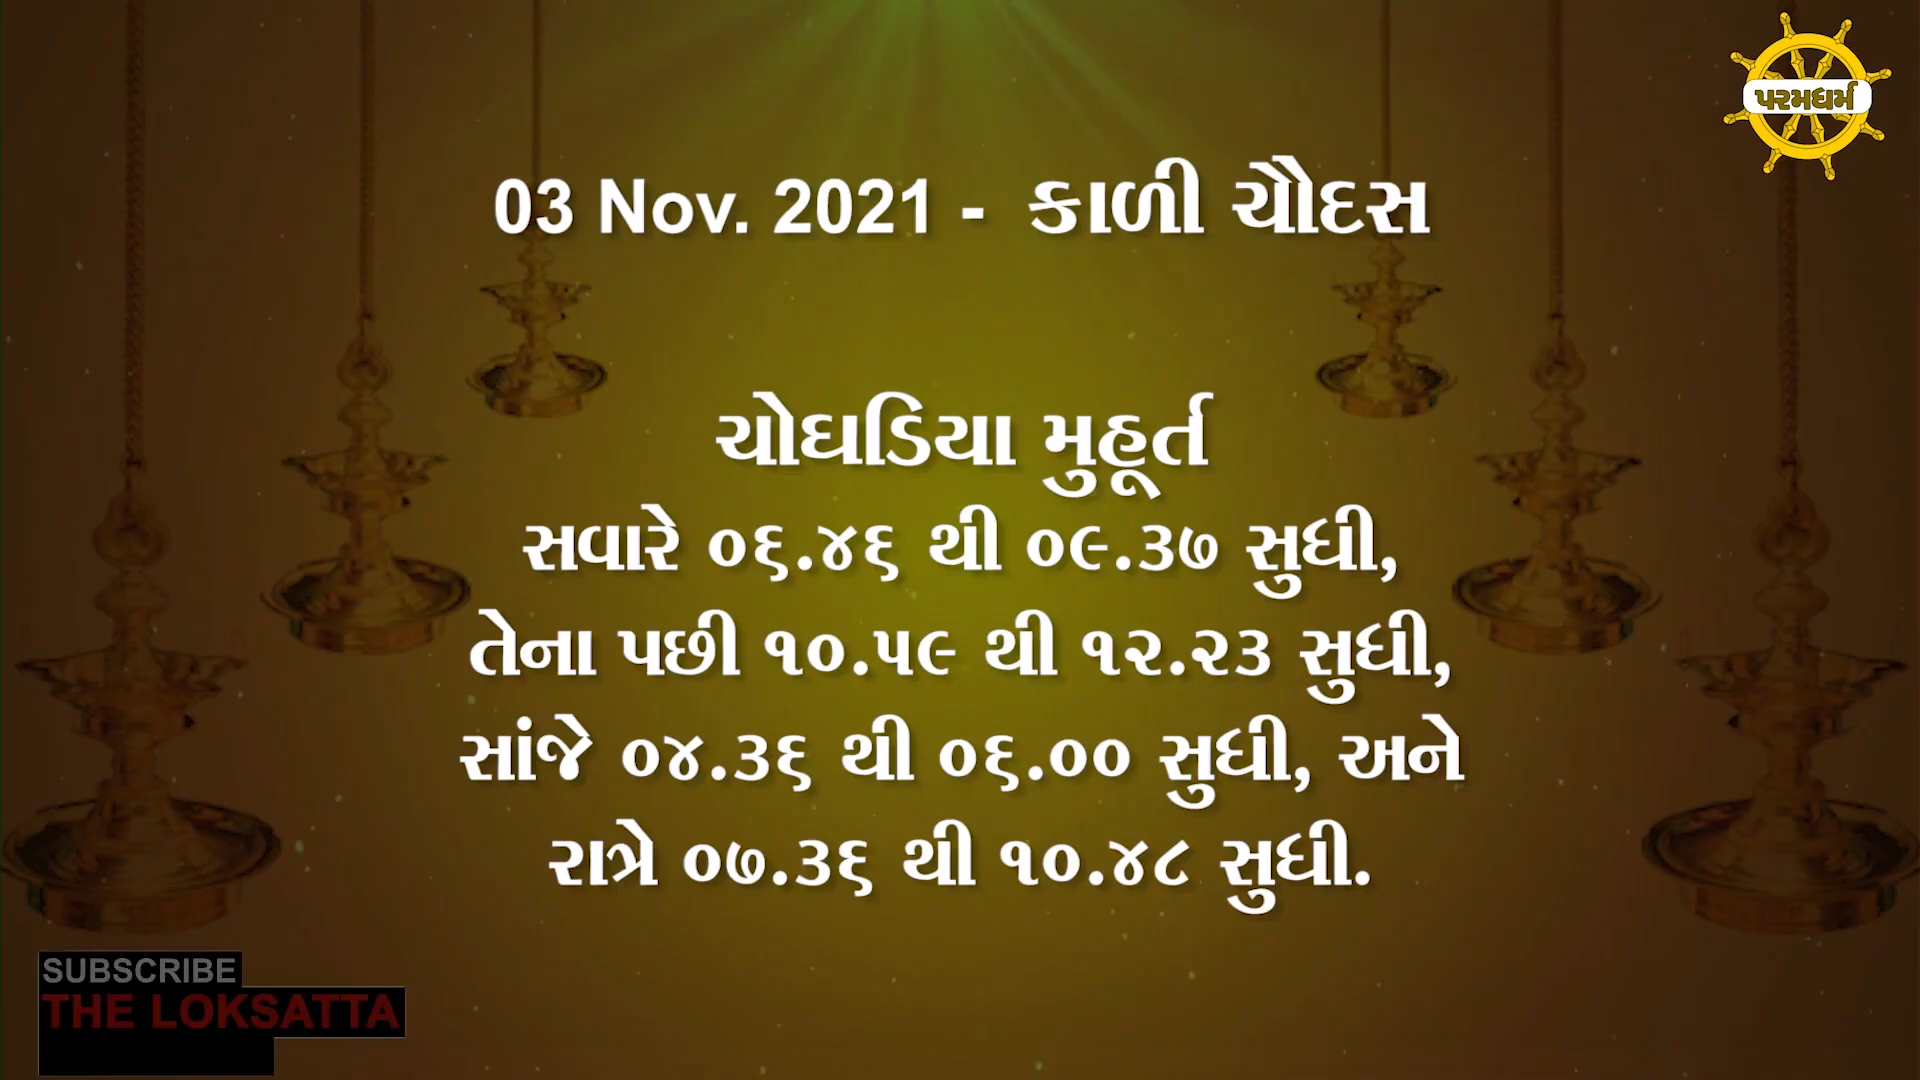 પરમધર્મ
03 Nov. 2021 - કાળી ચૌદસ
ચોઘડિયા મુહૂર્ત
સવારે ૦૬.૪૬ થી ૦૯.૩૭ સુધી,
તેના પછી ૧૦.૫૯ થી ૧૨.૨૩ સુધી,
સાંજે ૦૪.૩૬ થી ૦૬.૦૦ સુધી, અને
રાત્રે ૦૭.૩૬ થી ૧૦.૪૮ સુધી.
SUBSCRIBE
THE LOKSATTA